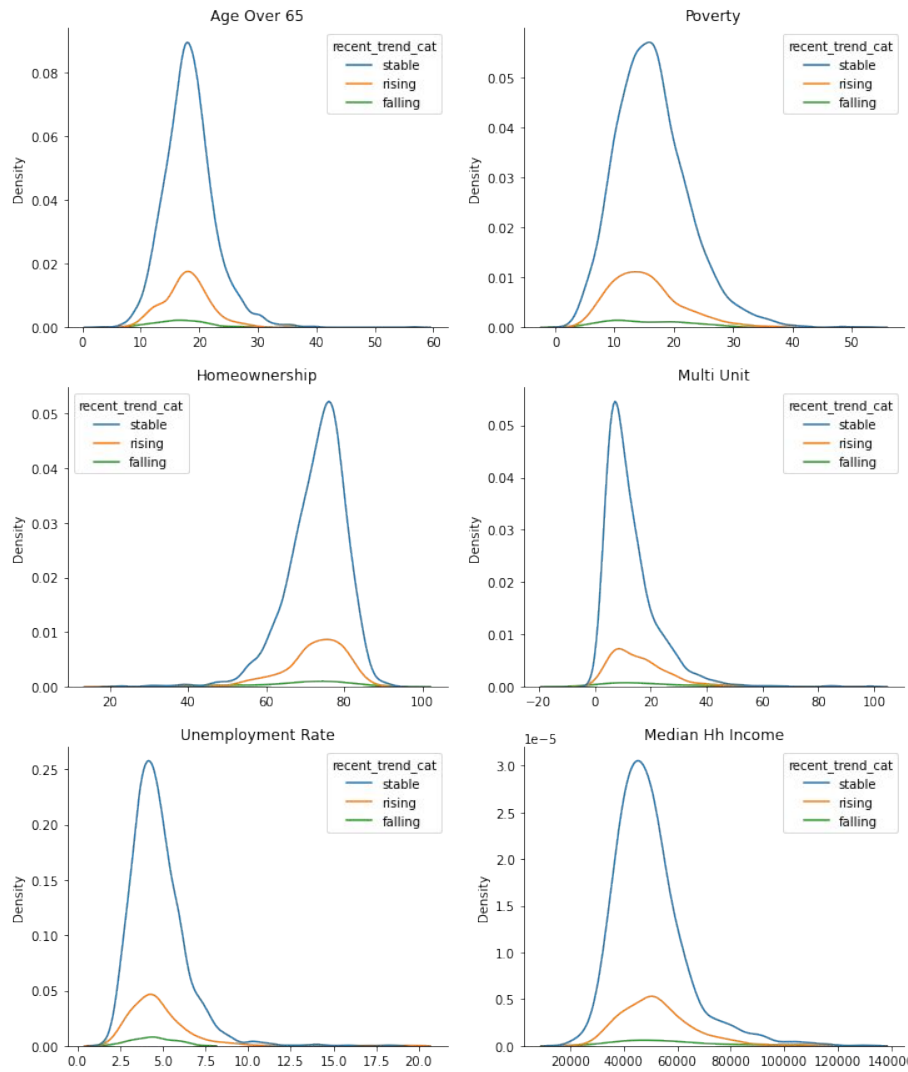 Age Over 65
recent_trend_cat
stable
rising
falling
Density
0.08
0.06
0.04
0.02
0.00
0 10 20 30 40 50 60
Poverty
recent_trend_cat
stable
rising
falling
Density
0.05
0.04
0.03
0.02
0.01
0.00
0 10 20 30 40 50
Homeownership
recent_trend_cat
stable
rising
falling
Density
0.05
0.04
0.03
0.02
0.01
0.00
20 40 60 80 100
Multi Unit
recent_trend_cat
stable
rising
falling
Density
0.05
0.04
0.03
0.02
0.01
0.00
−20 0 20 40 60 80 100
Unemployment Rate
recent_trend_cat
stable
rising
falling
Density
0.25
0.20
0.15
0.10
0.05
0.00
0.0 2.5 5.0 7.5 10.0 12.5 15.0 17.5 20.0
Median Hh Income
1e−5
recent_trend_cat
stable
rising
falling
Density
3.0
2.5
2.0
1.5
1.0
0.5
0.0
20000 40000 60000 80000 100000 120000 14000